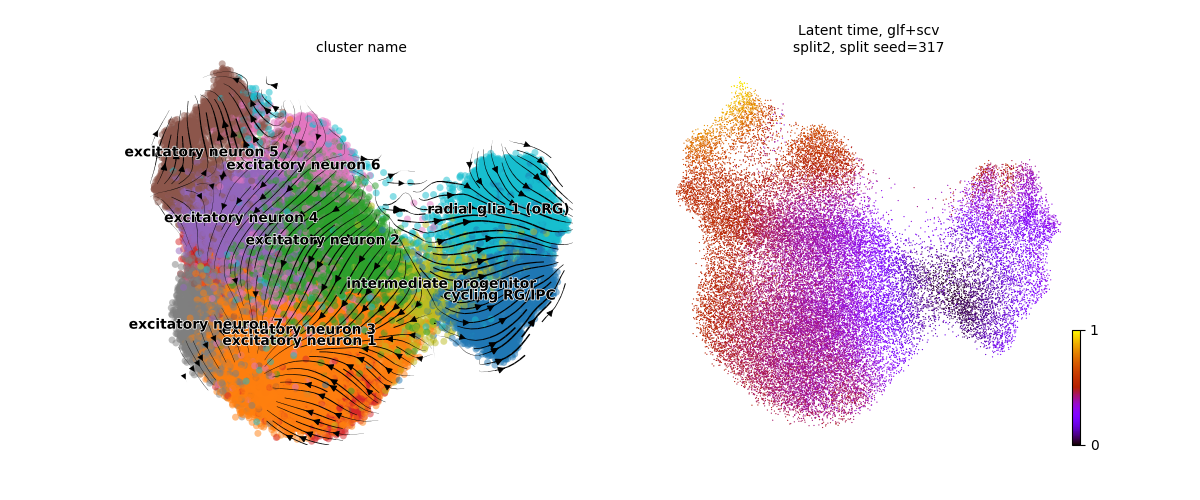 cluster name
excitatory neuron 5
excitatory neuron 6
radial glia 1 (oRG)
excitatory neuron 4
excitatory neuron 2
intermediate progenitor
cycling RG/IPC
excitatory neuron 7
excitatory neuron 3
excitatory neuron 1
Latent time, glf+scv
split2, split seed=317
1
0